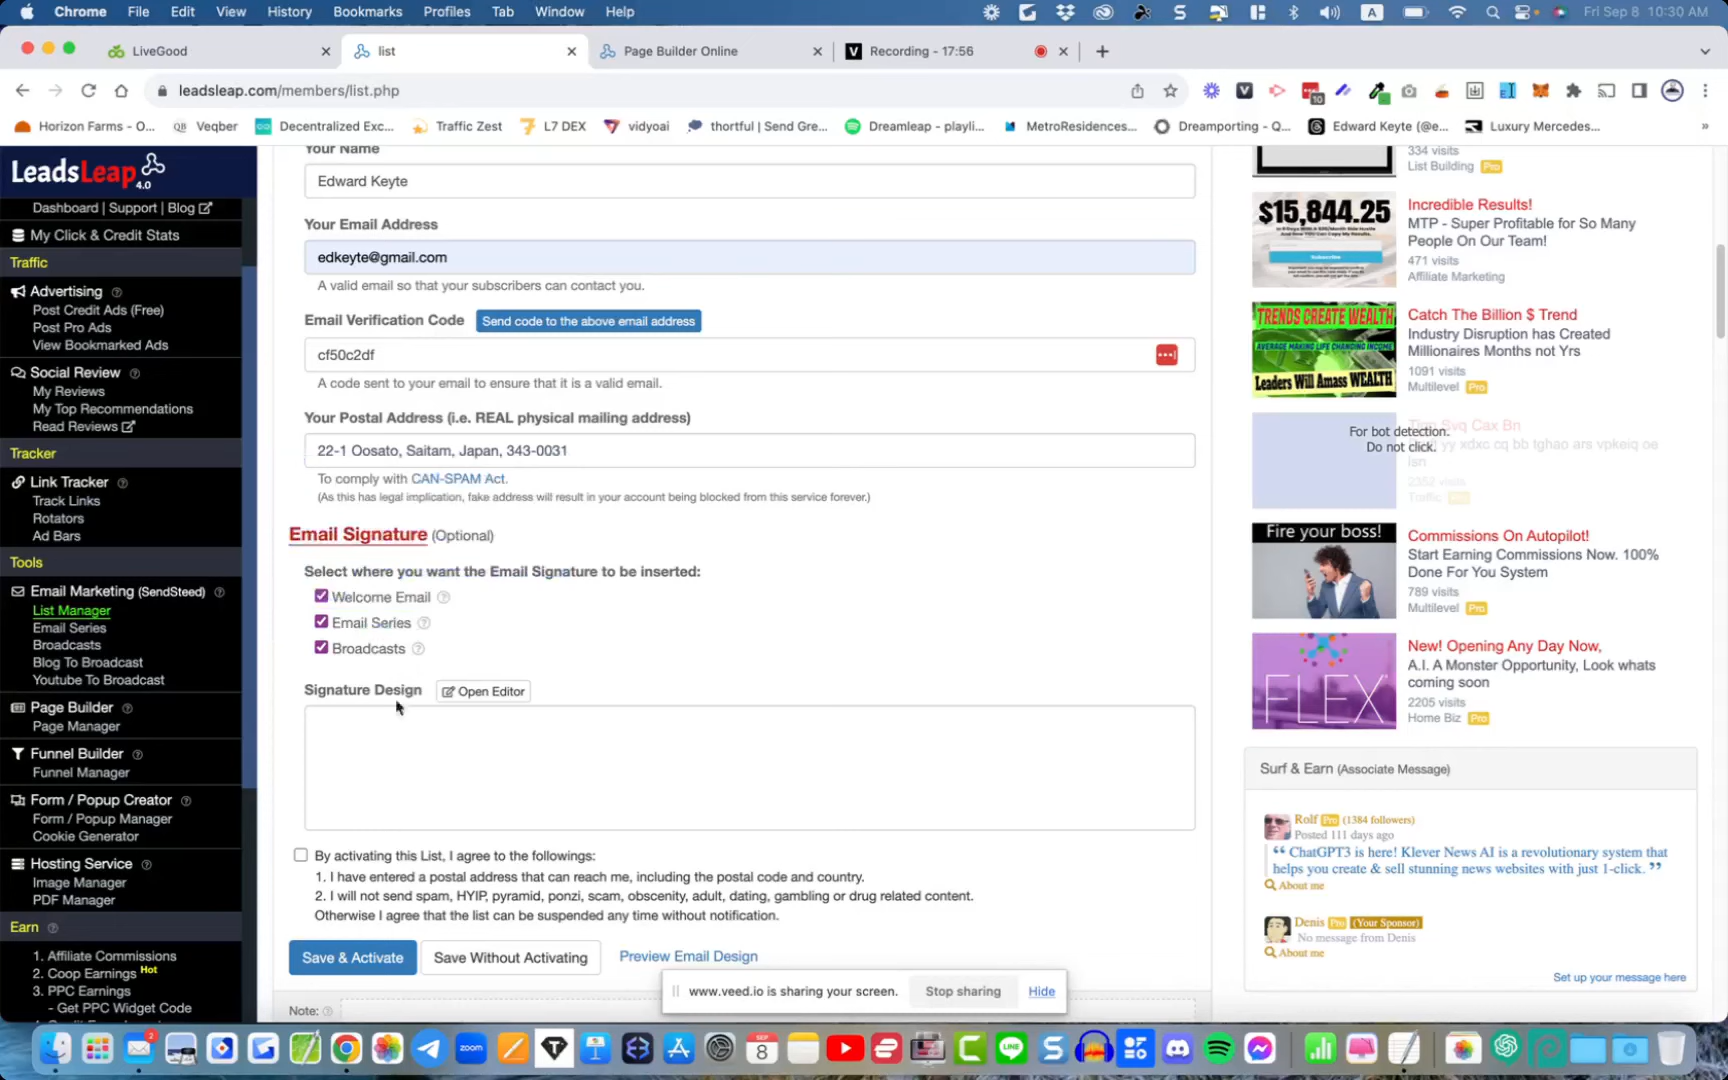 Chrome File Edit View History Bookmarks Profiles Tab Window Help
A Fri Sep 8 10:30 AM
LiveGood
list
Page Builder Online
Recording - 17:56
leadsleap.com/members/list.php
10
Horizon Farms - O...
Veqber
Decentralized Exc...
Traffic Zest
L7 DEX
vidyoai
thortful | Send Gre...
Dreamleap - playli...
MetroResidences...
Dreamporting - Q...
Edward Keyte (@e...
Luxury Mercedes...
LeadsLeap 4.0
Dashboard | Support | Blog
My Click & Credit Stats
Traffic
Advertising
Post Credit Ads (Free)
Post Pro Ads
View Bookmarked Ads
Social Review
My Reviews
My Top Recommendations
Read Reviews
Tracker
Link Tracker
Track Links
Rotators
Ad Bars
Tools
Email Marketing (SendSteed)
List Manager
Email Series
Broadcasts
Blog To Broadcast
Youtube To Broadcast
Page Builder
Page Manager
Funnel Builder
Funnel Manager
Form / Popup Creator
Form / Popup Manager
Cookie Generator
Hosting Service
Image Manager
PDF Manager
Earn
1. Affiliate Commissions
2. Coop Earnings Hot
3. PPC Earnings
- Get PPC Widget Code
Your Name
Edward Keyte
Your Email Address
edkeyte@gmail.com
A valid email so that your subscribers can contact you.
Email Verification Code Send code to the above email address
cf50c2df
A code sent to your email to ensure that it is a valid email.
Your Postal Address (i.e. REAL physical mailing address)
22-1 Oosato, Saitam, Japan, 343-0031
To comply with CAN-SPAM Act.
(As this has legal implication, fake address will result in your account being blocked from this service forever.)
Email Signature (Optional)
Select where you want the Email Signature to be inserted:
Welcome Email
Email Series
Broadcasts
Signature Design Open Editor
By activating this List, I agree to the followings:
1. I have entered a postal address that can reach me, including the postal code and country.
2. I will not send spam, HYIP, pyramid, ponzi, scam, obscenity, adult, dating, gambling or drug related content.
Otherwise I agree that the list can be suspended any time without notification.
Save & Activate Save Without Activating Preview Email Design
Note:
www.veed.io is sharing your screen. Stop sharing Hide
334 visits
List Building Pro
$15,844.25
Subscribe
Incredible Results!
MTP - Super Profitable for So Many
People On Our Team!
471 visits
Affiliate Marketing
TRENDS CREATE WEALTH
AVERAGE MAKING LIFE CHANGING INCOME
Leaders Will Amass WEALTH
Catch The Billion $ Trend
Industry Disruption has Created
Millionaires Months not Yrs
1091 visits
Multilevel Pro
For bot detection.
Do not click.
2352 visits
Traffic Pro
Fire your boss!
Commissions On Autopilot!
Start Earning Commissions Now. 100%
Done For You System
789 visits
Multilevel Pro
FLEX
New! Opening Any Day Now,
A.I. A Monster Opportunity, Look whats
coming soon
2205 visits
Home Biz Pro
Surf & Earn (Associate Message)
Rolf Pro (1384 followers)
Posted 111 days ago
“ ChatGPT3 is here! Klever News AI is a revolutionary system that
helps you create & sell stunning news websites with just 1-click. ”
About me
Denis Pro (Your Sponsor)
No message from Denis
About me
Set up your message here
2
zoom
SEP
8
LINE